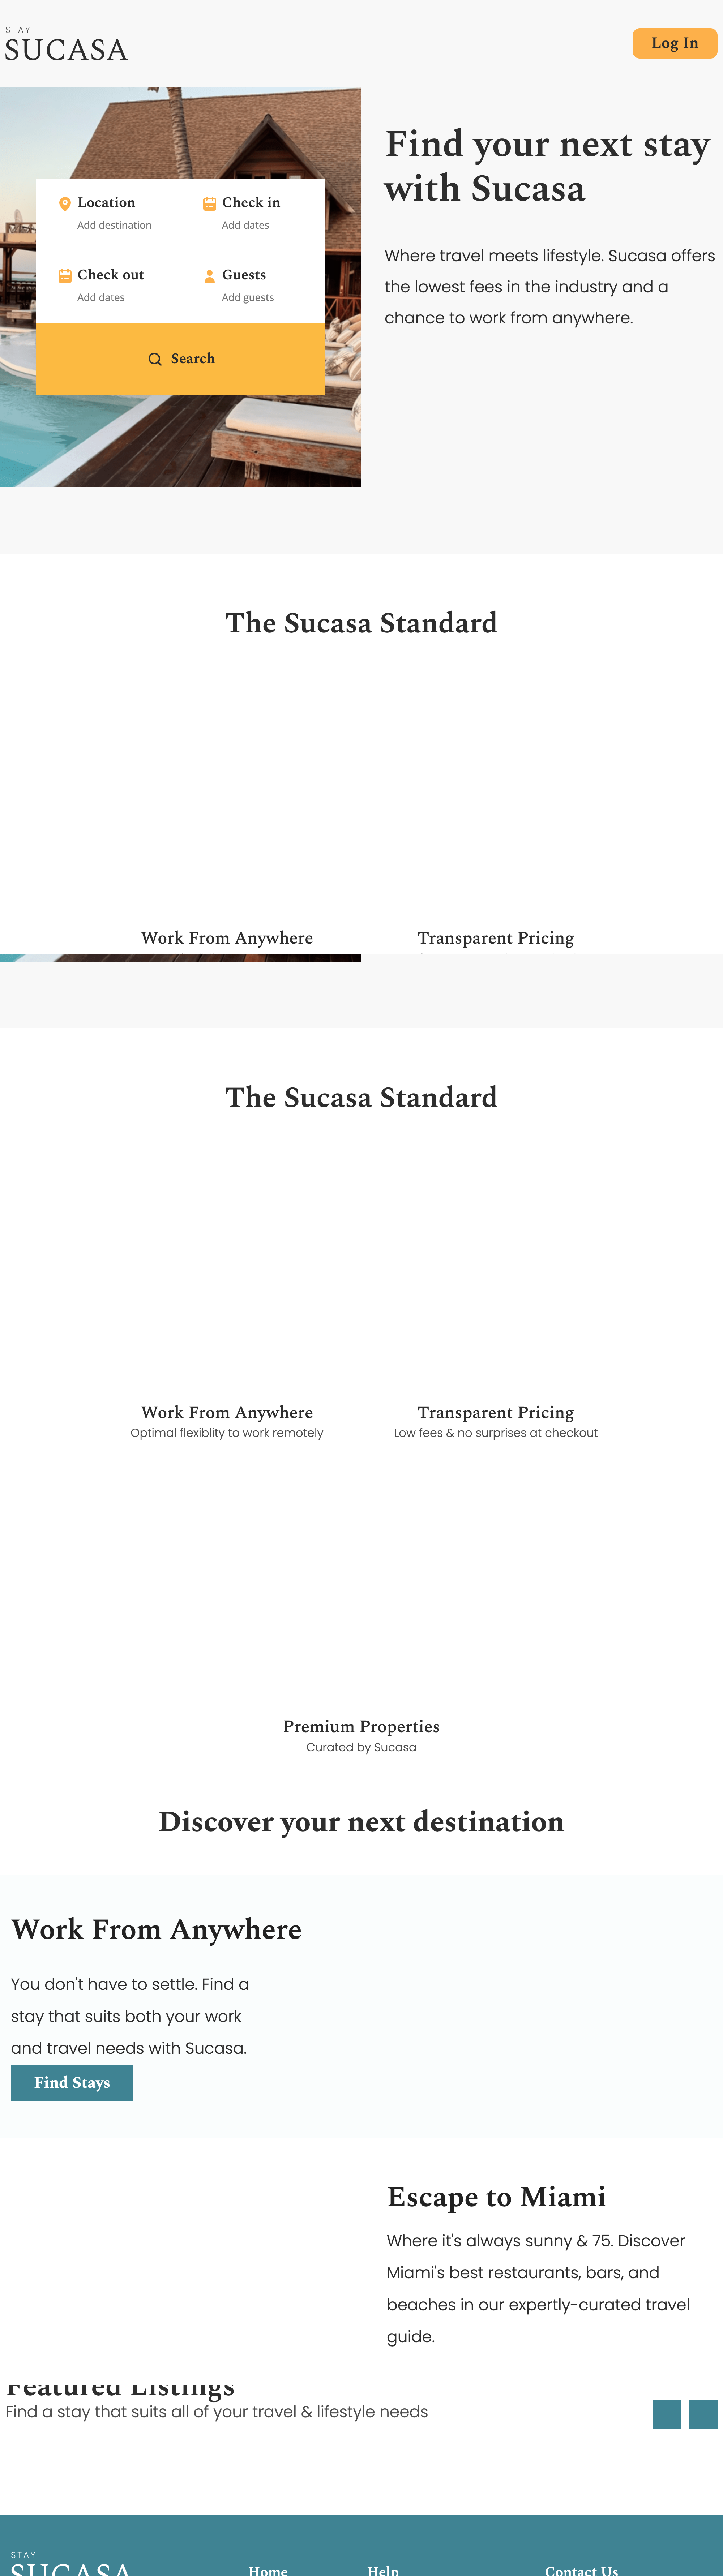 STAY
SUCASA
Log In
Find your next stay
with Sucasa
Where travel meets lifestyle. Sucasa offers
the lowest fees in the industry and a
chance to work from anywhere.
Location
Add destination
Check in
Add dates
Check out
Add dates
Guests
Add guests
Search
The Sucasa Standard
Work From Anywhere
Transparent Pricing
The Sucasa Standard
Work From Anywhere
Optimal flexiblity to work remotely
Transparent Pricing
Low fees & no surprises at checkout
Premium Properties
Curated by Sucasa
Discover your next destination
Work From Anywhere
You don't have to settle. Find a
stay that suits both your work
and travel needs with Sucasa.
Find Stays
Escape to Miami
Where it's always sunny & 75. Discover
Miami's best restaurants, bars, and
beaches in our expertly-curated travel
guide.
Featured Listings
Find a stay that suits all of your travel & lifestyle needs
STAY
SUCASA
Home
Help
Contact Us